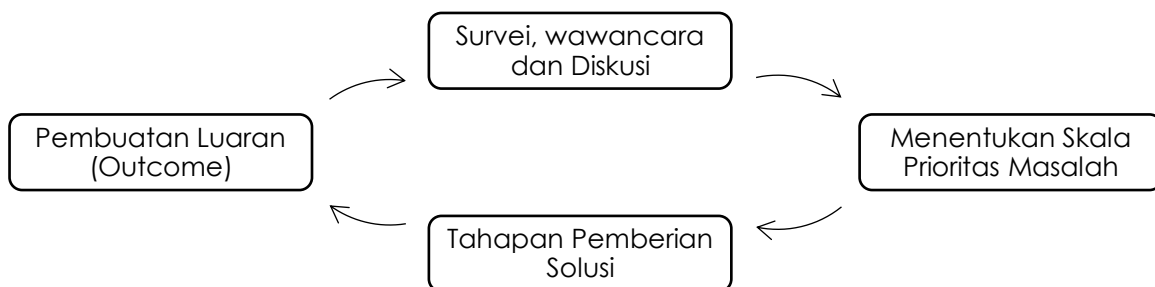 Survei, wawancara
dan Diskusi
Pembuatan Luaran
(Outcome)
Menentukan Skala
Prioritas Masalah
Tahapan Pemberian
Solusi